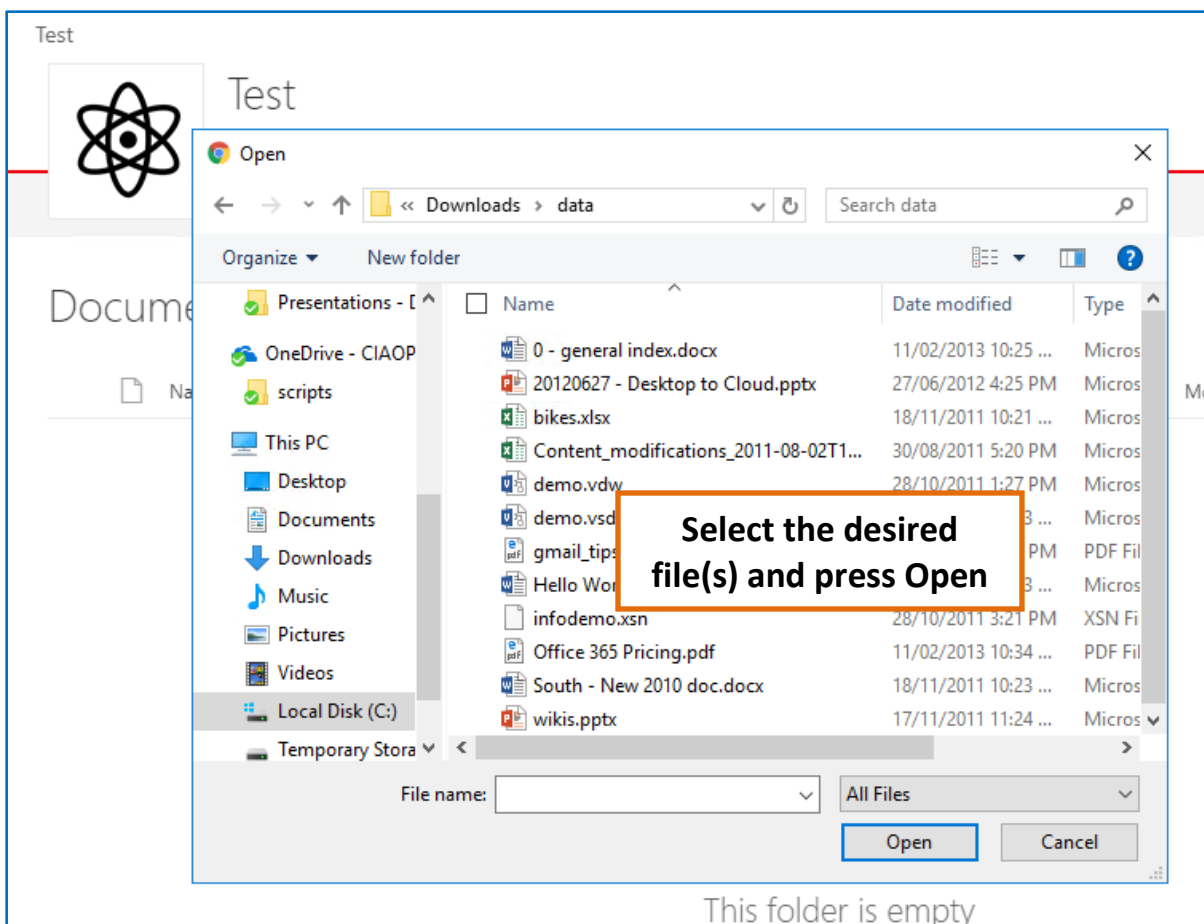 Test
Test
Open
« Downloads > data
Search data
Organize
New folder
Docume
Presentations - D
Name
Date modified
Type
OneDrive - CIAOP
scripts
This PC
Desktop
Documents
Downloads
Music
Pictures
Videos
Local Disk (C:)
Temporary Stora
0 - general index.docx 11/02/2013 10:25 ... Micros
20120627 - Desktop to Cloud.pptx 27/06/2012 4:25 PM Micros
bikes.xlsx 18/11/2011 10:21 ... Micros
Content_modifications_2011-08-02T1... 30/08/2011 5:20 PM Micros
demo.vdw 28/10/2011 1:27 PM Micros
demo.vsd 3 ... Micros
gmail_tips PM PDF Fil
Hello Wor 3 ... Micros
infodemo.xsn 28/10/2011 3:21 PM XSN Fi
Office 365 Pricing.pdf 11/02/2013 10:34 ... PDF Fil
South - New 2010 doc.docx 18/11/2011 10:23 ... Micros
wikis.pptx 17/11/2011 11:24 ... Micros
Select the desired
file(s) and press Open
Na
Mo
File name:
All Files
Open
Cancel
This folder is empty